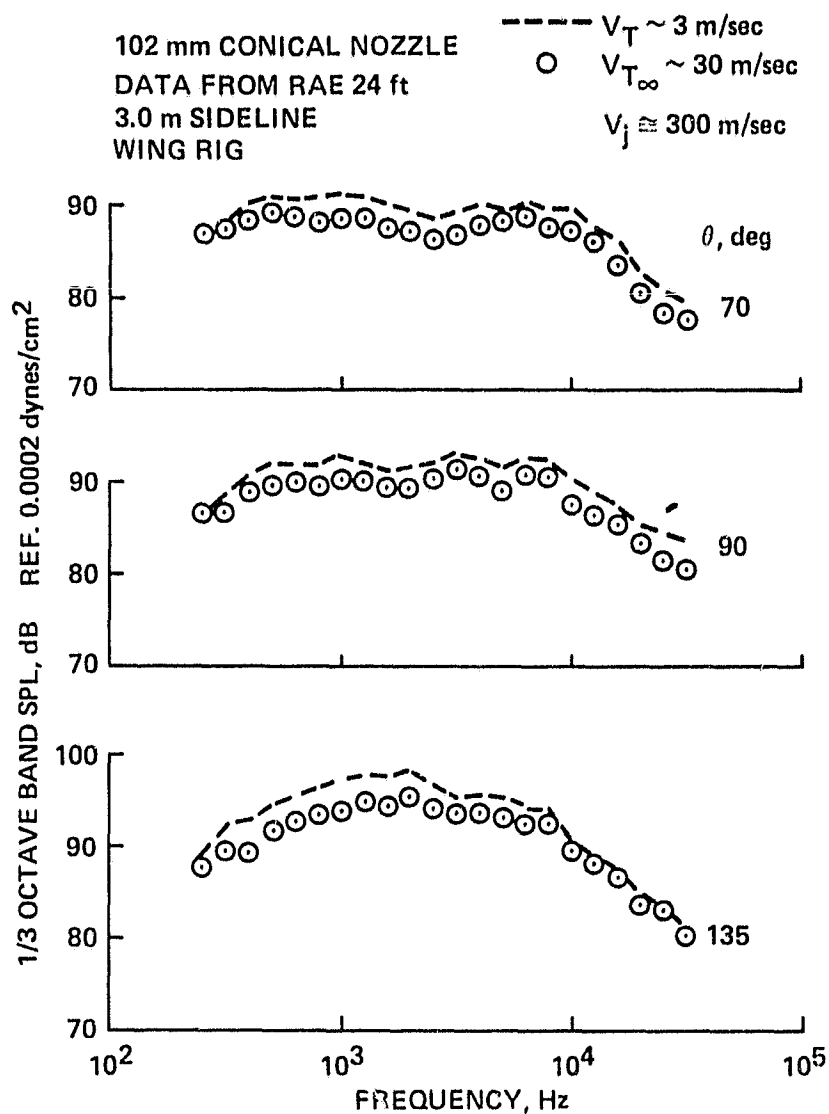 102 mm CONICAL NOZZLE
DATA FROM RAE 24 ft
3.0 m SIDELINE
WING RIG
V_T ~ 3 m/sec
V_T∞ ~ 30 m/sec
V_j ≅ 300 m/sec
1/3 OCTAVE BAND SPL, dB REF. 0.0002 dynes/cm²
90
80
70
θ, deg
70
90
80
70
90
100
90
80
70
135
10² 10³ 10⁴ 10⁵
FREQUENCY, Hz